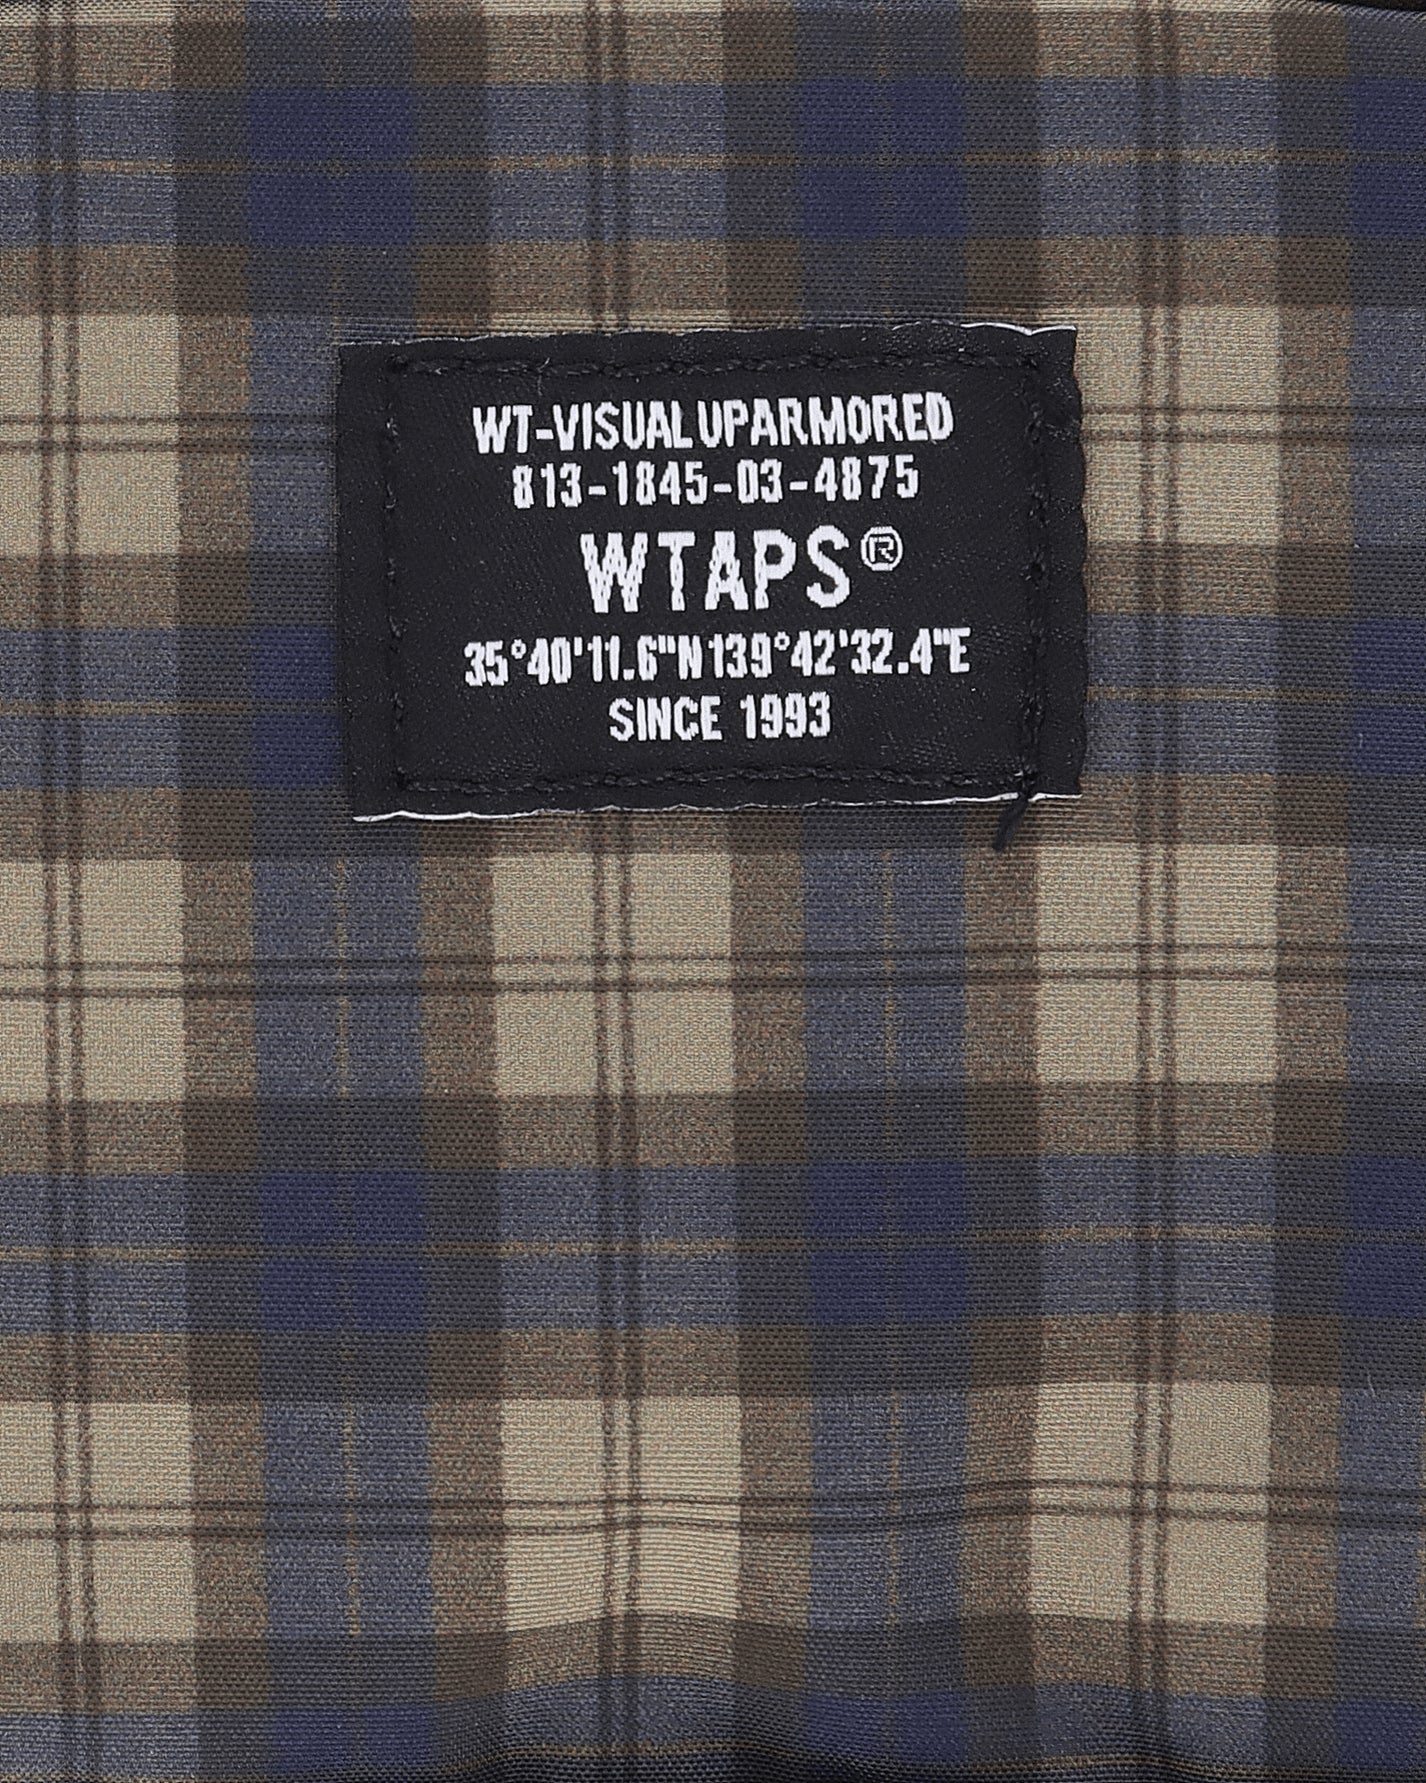 WT-VISUAL UPARMORED
813-1845-03-4875
WTAPS®
35°40'11.6"N139°42'32.4"E
SINCE 1993